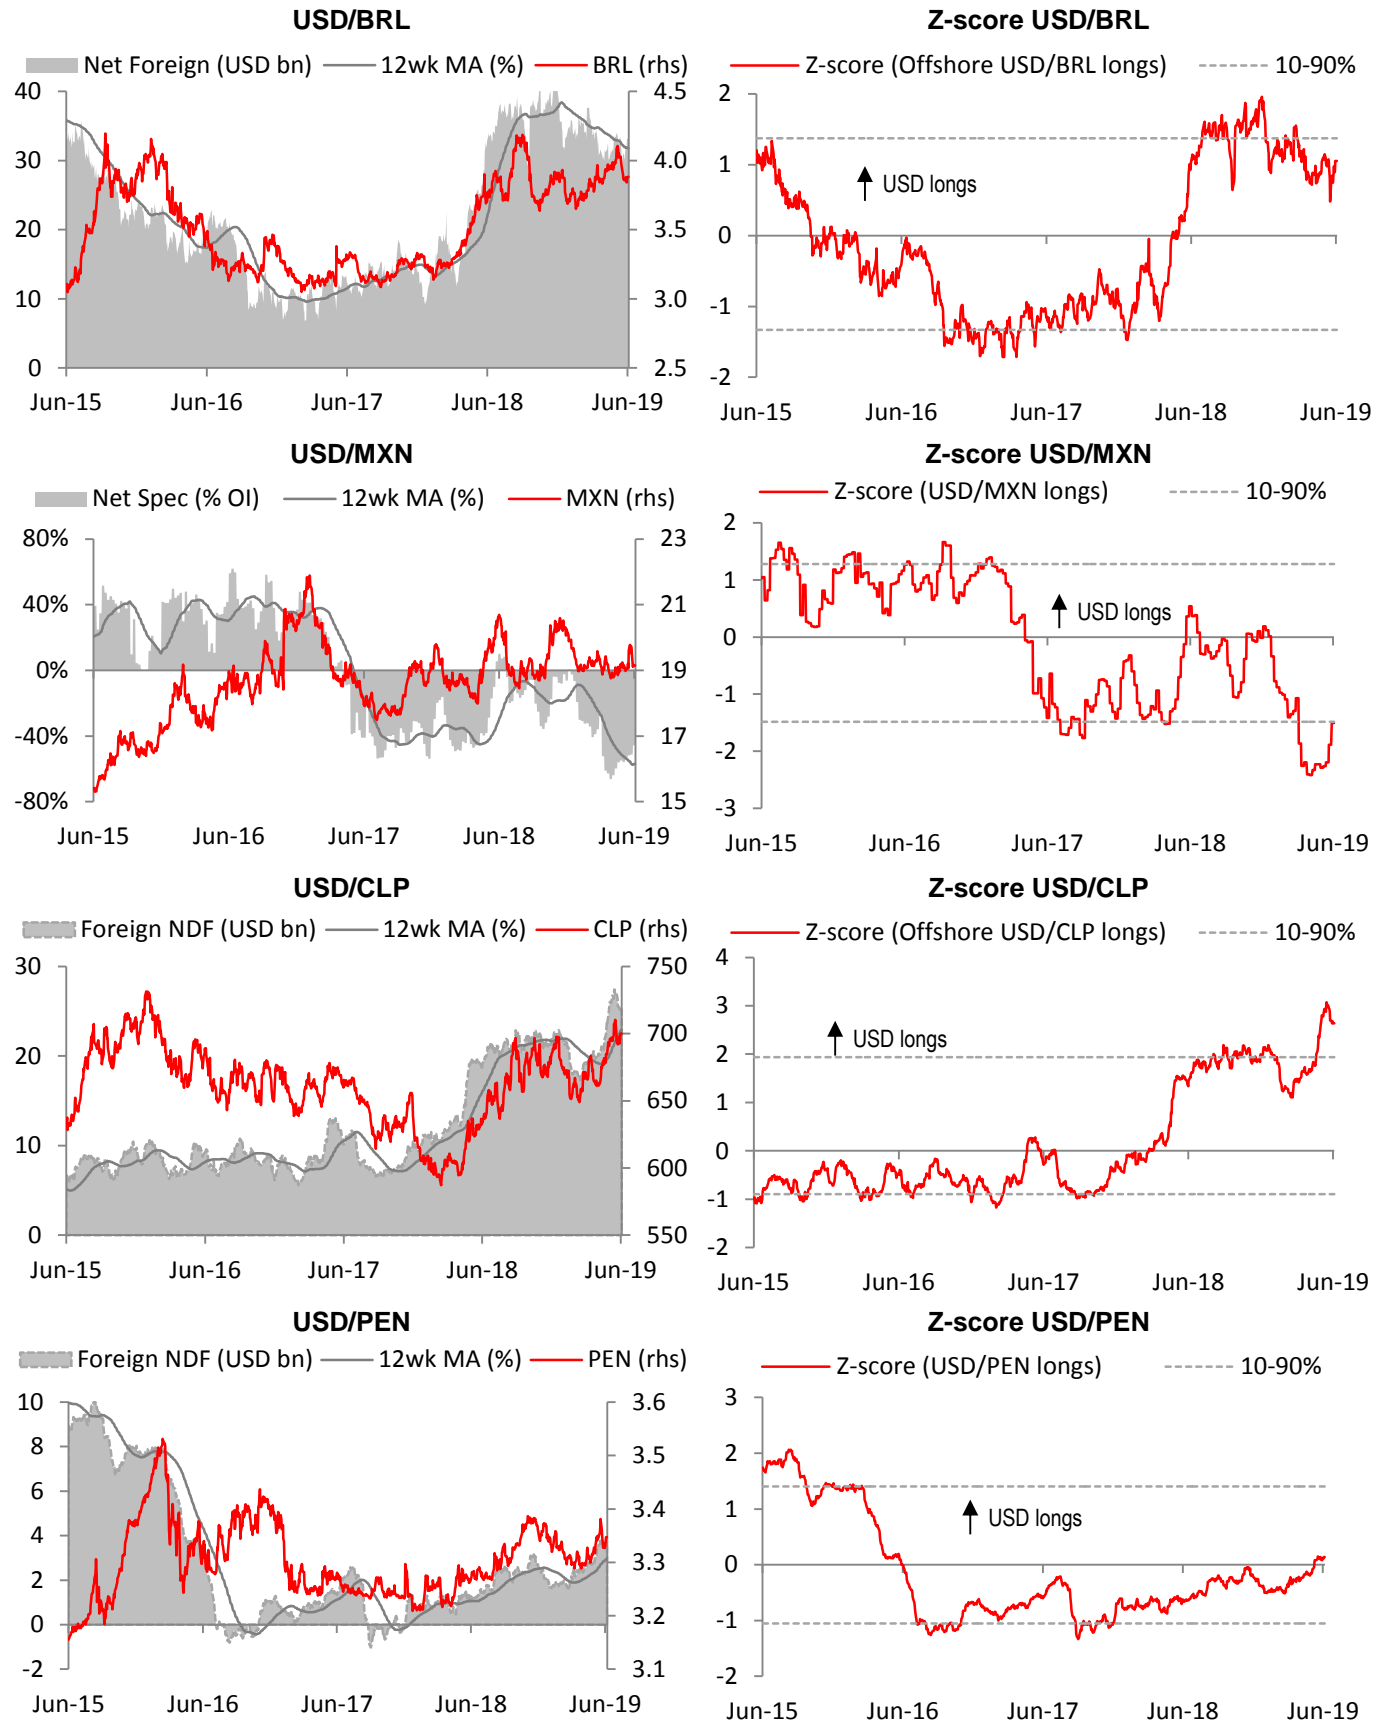 USD/BRL
Net Foreign (USD bn) 12wk MA (%) BRL (rhs)
40
30
20
10
0
4.5
4.0
3.5
3.0
2.5
Jun-15 Jun-16 Jun-17 Jun-18 Jun-19
Z-score USD/BRL
Z-score (Offshore USD/BRL longs) 10-90%
2
1
0
-1
-2
USD longs
Jun-15 Jun-16 Jun-17 Jun-18 Jun-19
USD/MXN
Net Spec (% OI) 12wk MA (%) MXN (rhs)
80%
40%
0%
-40%
-80%
23
21
19
17
15
Jun-15 Jun-16 Jun-17 Jun-18 Jun-19
Z-score USD/MXN
Z-score (USD/MXN longs) 10-90%
2
1
0
-1
-2
-3
USD longs
Jun-15 Jun-16 Jun-17 Jun-18 Jun-19
USD/CLP
Foreign NDF (USD bn) 12wk MA (%) CLP (rhs)
30
20
10
0
750
700
650
600
550
Jun-15 Jun-16 Jun-17 Jun-18 Jun-19
Z-score USD/CLP
Z-score (Offshore USD/CLP longs) 10-90%
4
3
2
1
0
-1
-2
USD longs
Jun-15 Jun-16 Jun-17 Jun-18 Jun-19
USD/PEN
Foreign NDF (USD bn) 12wk MA (%) PEN (rhs)
10
8
6
4
2
0
-2
3.6
3.5
3.4
3.3
3.2
3.1
Jun-15 Jun-16 Jun-17 Jun-18 Jun-19
Z-score USD/PEN
Z-score (USD/PEN longs) 10-90%
3
2
1
0
-1
-2
USD longs
Jun-15 Jun-16 Jun-17 Jun-18 Jun-19